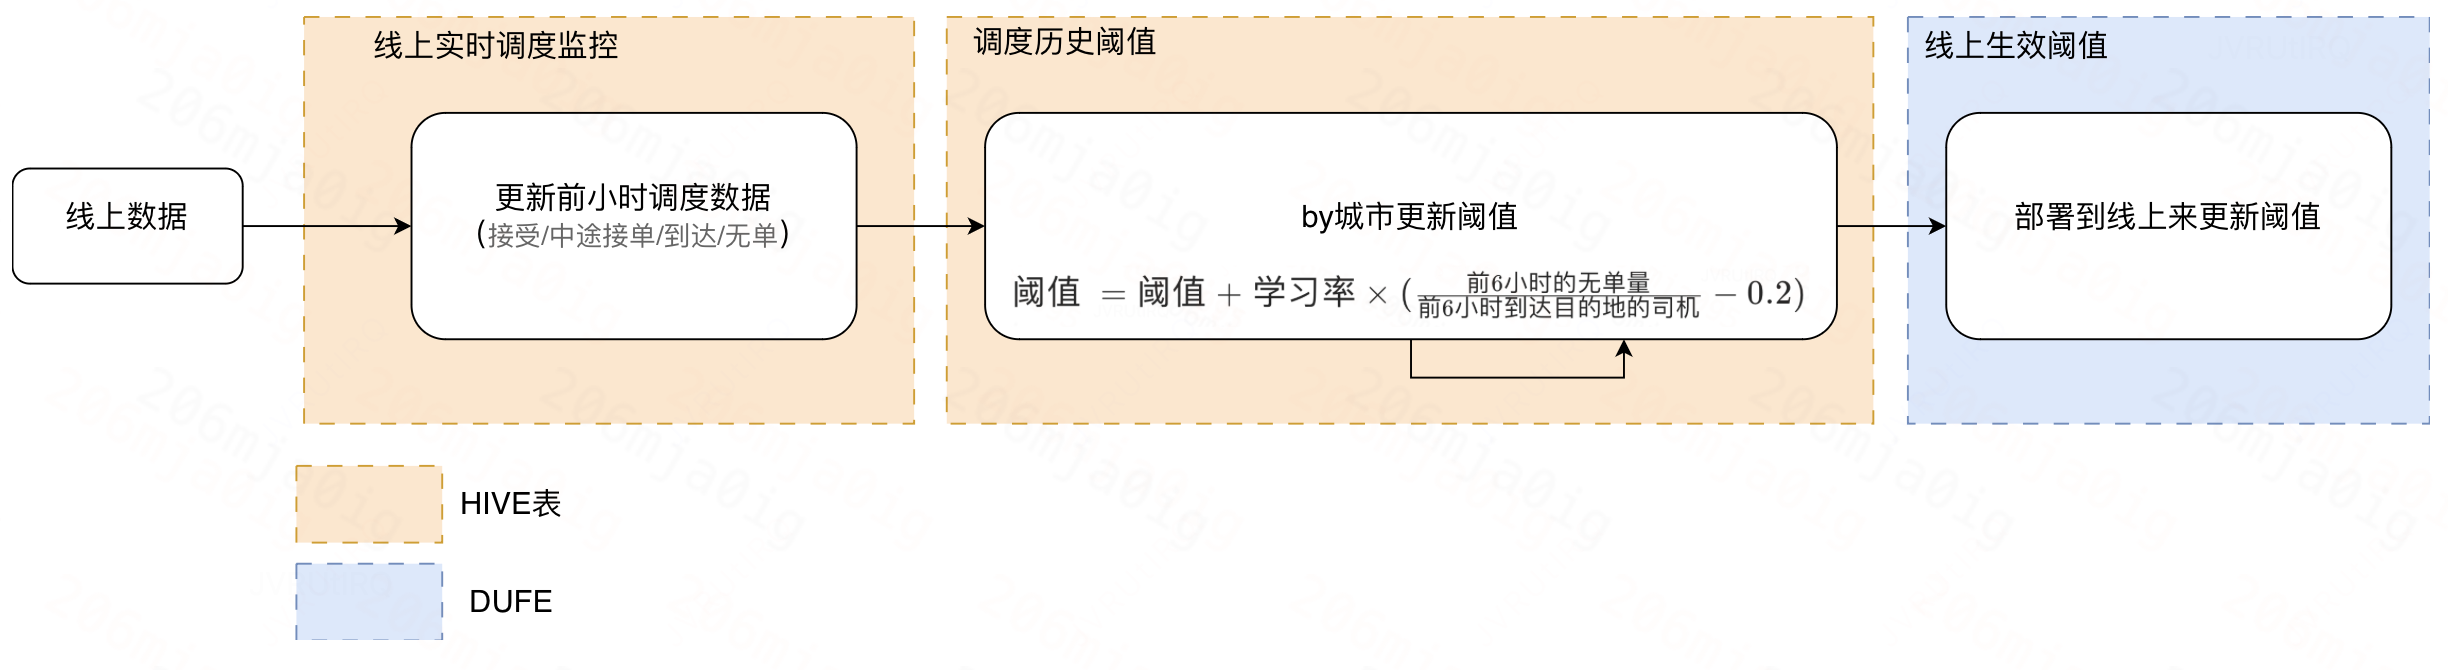 线上实时调度监控
调度历史阈值
线上生效阈值
线上数据
更新前小时调度数据
(接受/中途接单/到达/无单)
by城市更新阈值
阈值 = 阈值 + 学习率 × (前6小时的无单量/前6小时到达目的地的司机 − 0.2)
部署到线上来更新阈值
HIVE表
DUFE
206mja0ig